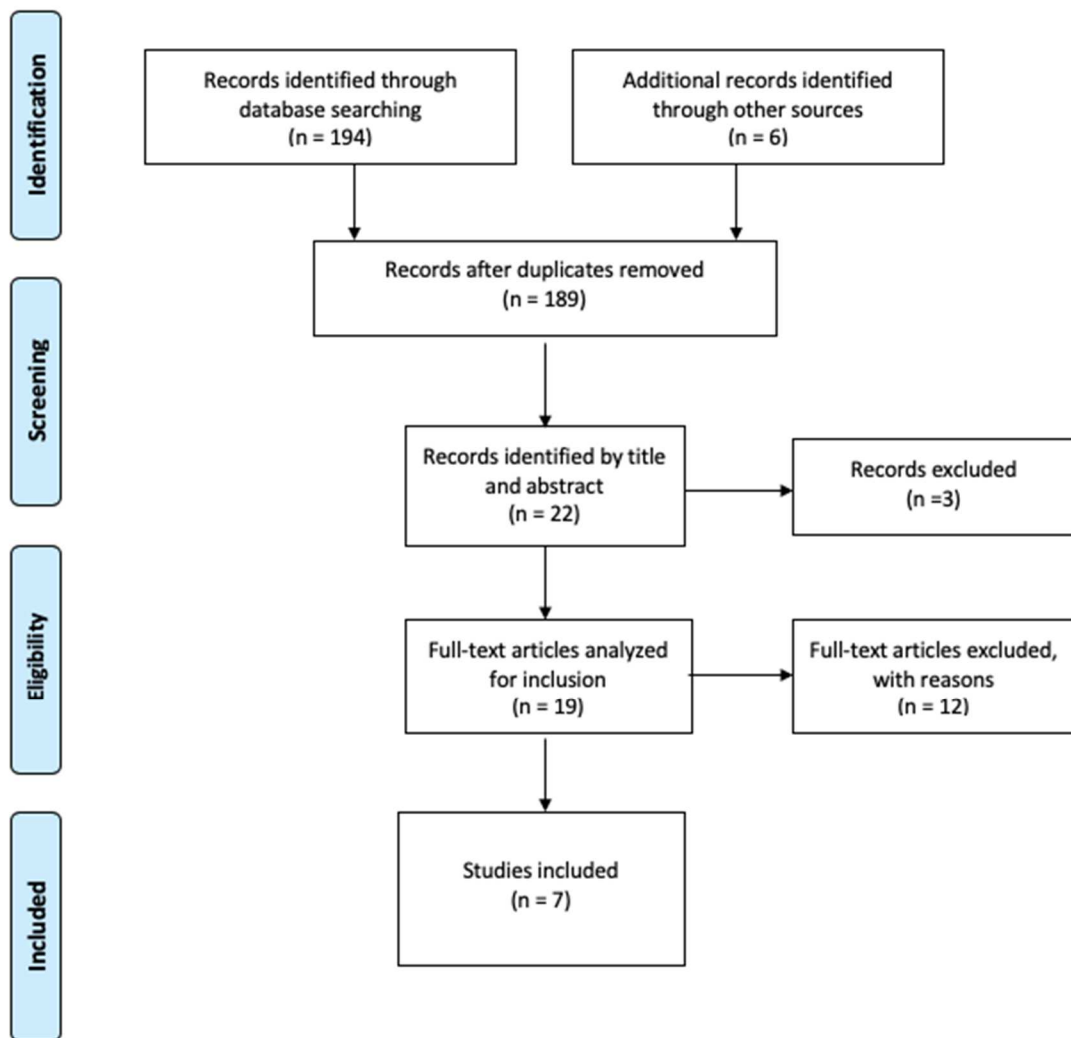 Identification
Records identified through
database searching
(n = 194)
Additional records identified
through other sources
(n = 6)
Records after duplicates removed
(n = 189)
Screening
Records identified by title
and abstract
(n = 22)
Records excluded
(n =3)
Eligibility
Full-text articles analyzed
for inclusion
(n = 19)
Full-text articles excluded,
with reasons
(n = 12)
Included
Studies included
(n = 7)